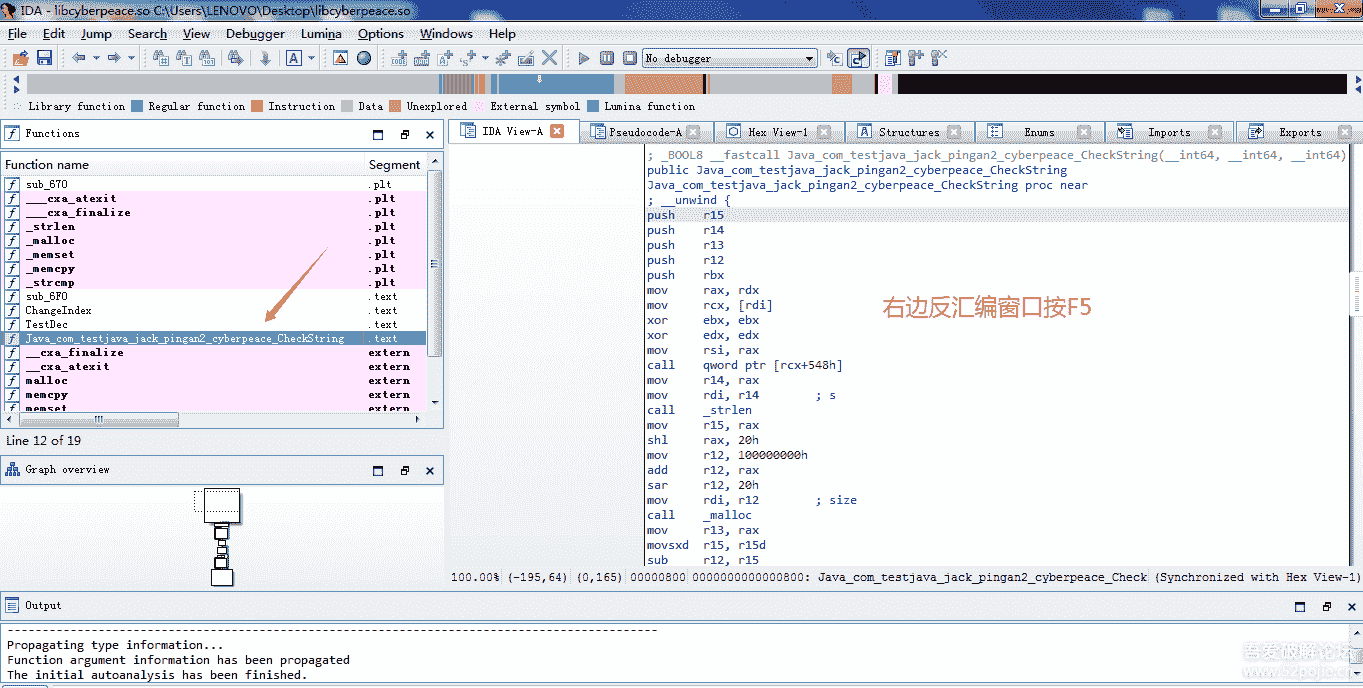 IDA - libcyberpeace.so C:\Users\LENOVO\Desktop\libcyberpeace.so
File Edit Jump Search View Debugger Lumina Options Windows Help
No debugger
Library function Regular function Instruction Data Unexplored External symbol Lumina function
Functions
Function name Segment
sub_670 .plt
___cxa_atexit .plt
___cxa_finalize .plt
_strlen .plt
_malloc .plt
_memset .plt
_memcpy .plt
_strcmp .plt
sub_6F0 .text
ChangeIndex .text
TestDec .text
Java_com_testjava_jack_pingan2_cyberpeace_CheckString .text
__cxa_finalize extern
__cxa_atexit extern
malloc extern
memcpy extern
memset extern
Line 12 of 19
Graph overview
IDA View-A Pseudocode-A Hex View-1 Structures Enums Imports Exports
; _BOOL8 __fastcall Java_com_testjava_jack_pingan2_cyberpeace_CheckString(__int64, __int64, __int64)
public Java_com_testjava_jack_pingan2_cyberpeace_CheckString
Java_com_testjava_jack_pingan2_cyberpeace_CheckString proc near
; __unwind {
push r15
push r14
push r13
push r12
push rbx
mov rax, rdx
mov rcx, [rdi]
xor ebx, ebx
xor edx, edx
mov rsi, rax
call qword ptr [rcx+548h]
mov r14, rax
mov rdi, r14 ; s
call _strlen
mov r15, rax
shl rax, 20h
mov r12, 100000000h
add r12, rax
sar r12, 20h
mov rdi, r12 ; size
call _malloc
mov r13, rax
movsxd r15, r15d
sub r12, r15
右边反汇编窗口按F5
100.00% (-195,64) (0,165) 00000800 0000000000000800: Java_com_testjava_jack_pingan2_cyberpeace_Check (Synchronized with Hex View-1)
Output
Propagating type information...
Function argument information has been propagated
The initial autoanalysis has been finished.
吾爱破解论坛
www.52pojie.cn